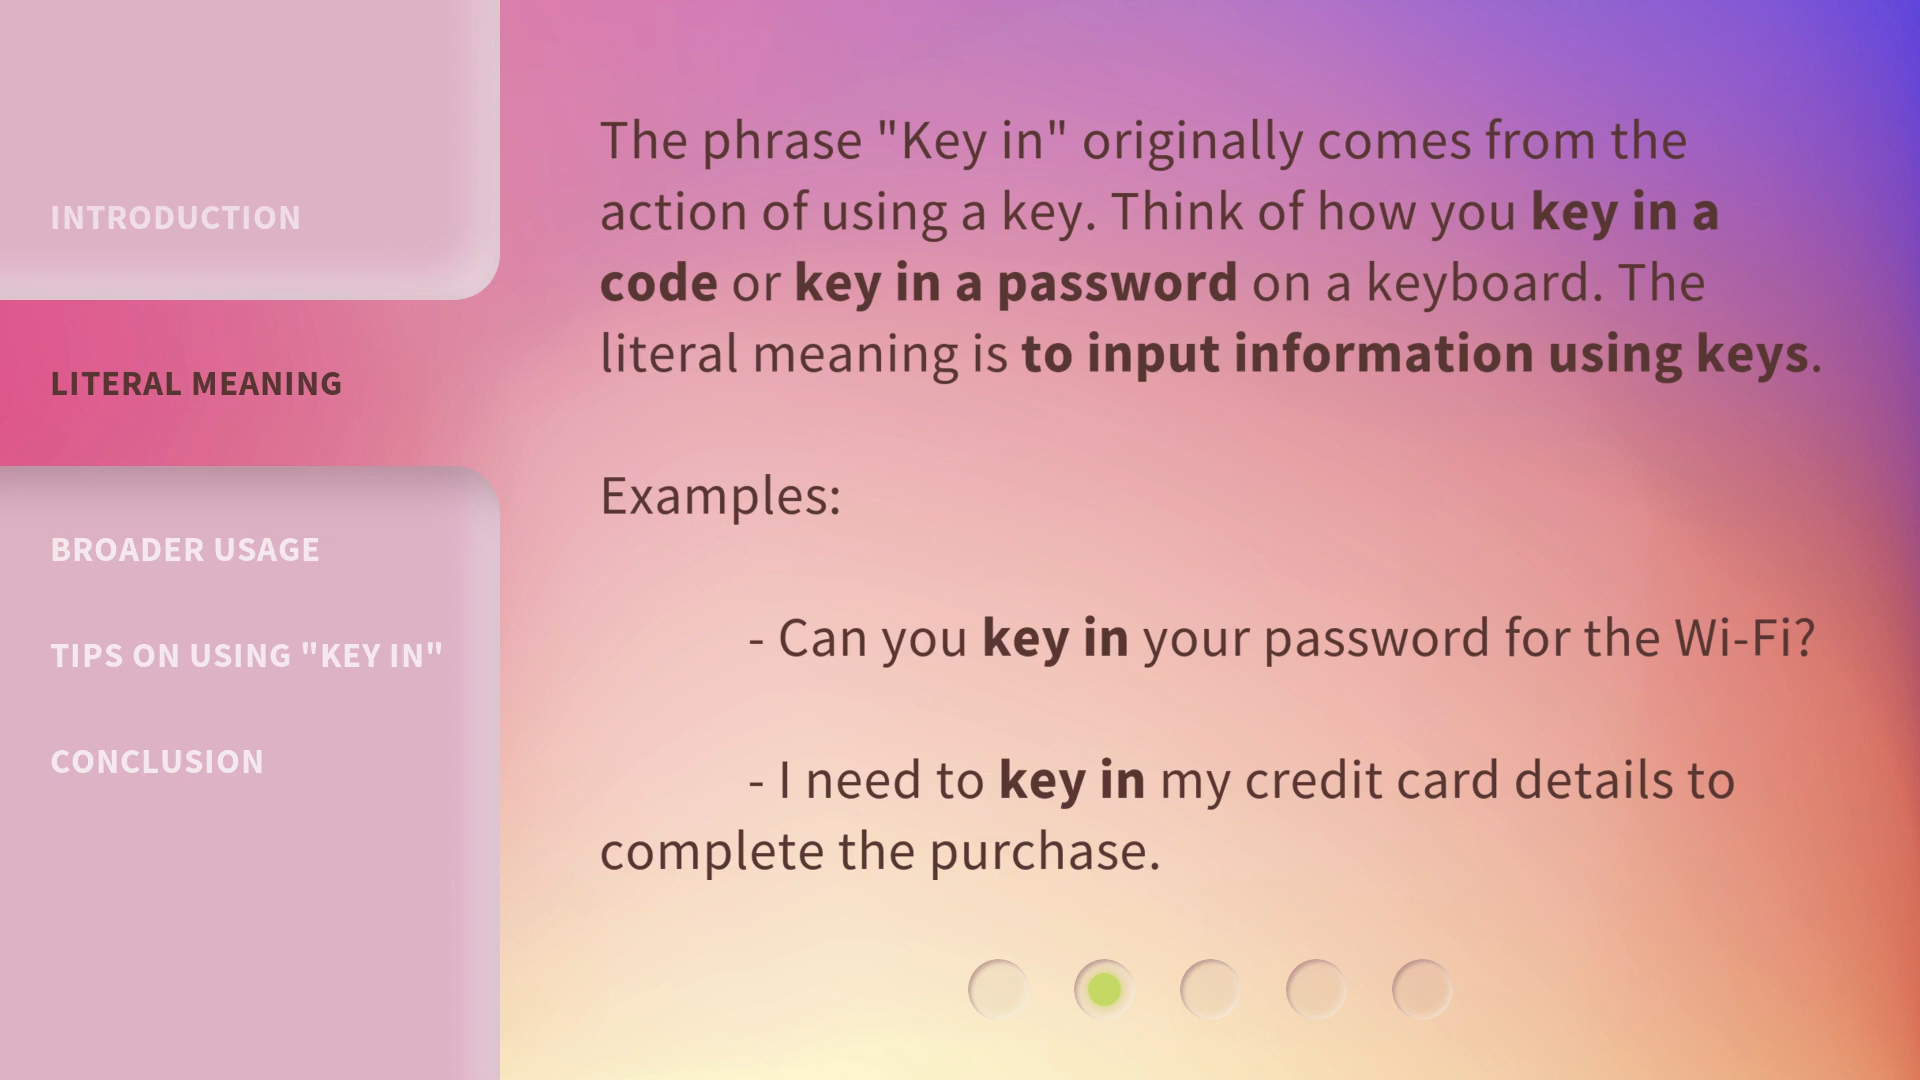 INTRODUCTION
LITERAL MEANING
BROADER USAGE
TIPS ON USING "KEY IN"
CONCLUSION
The phrase "Key in" originally comes from the
action of using a key. Think of how you key in a
code or key in a password on a keyboard. The
literal meaning is to input information using keys.
Examples:
- Can you key in your password for the Wi-Fi?
- I need to key in my credit card details to
complete the purchase.